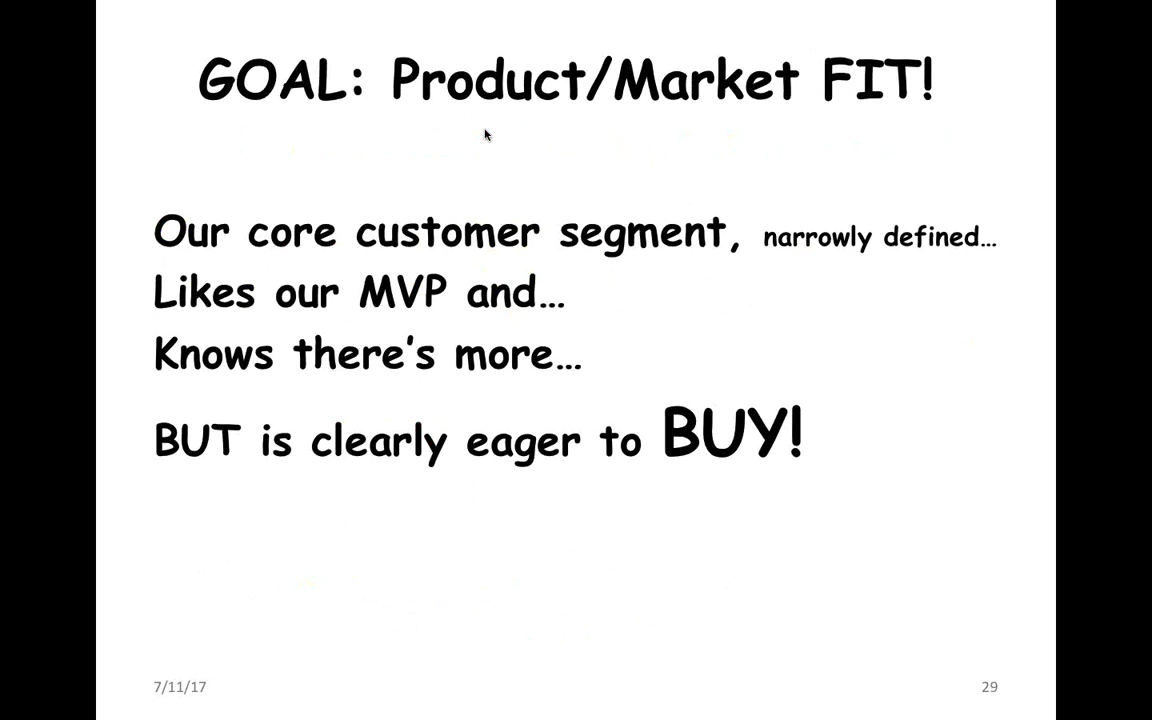 GOAL: Product/Market FIT!
Our core customer segment, narrowly defined…
Likes our MVP and…
Knows there’s more…
BUT is clearly eager to BUY!
7/11/17
29